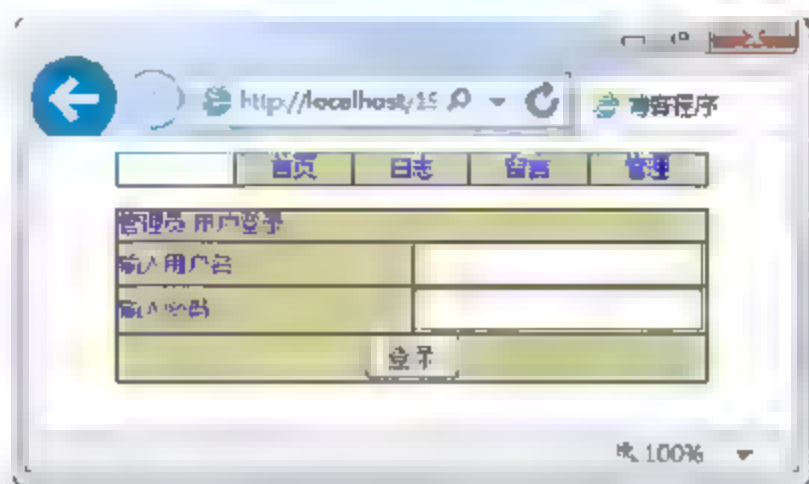 http://localhost/15
博客程序
首页 日志 留言 管理
管理员用户登录
输入用户名
输入密码
登录
100%